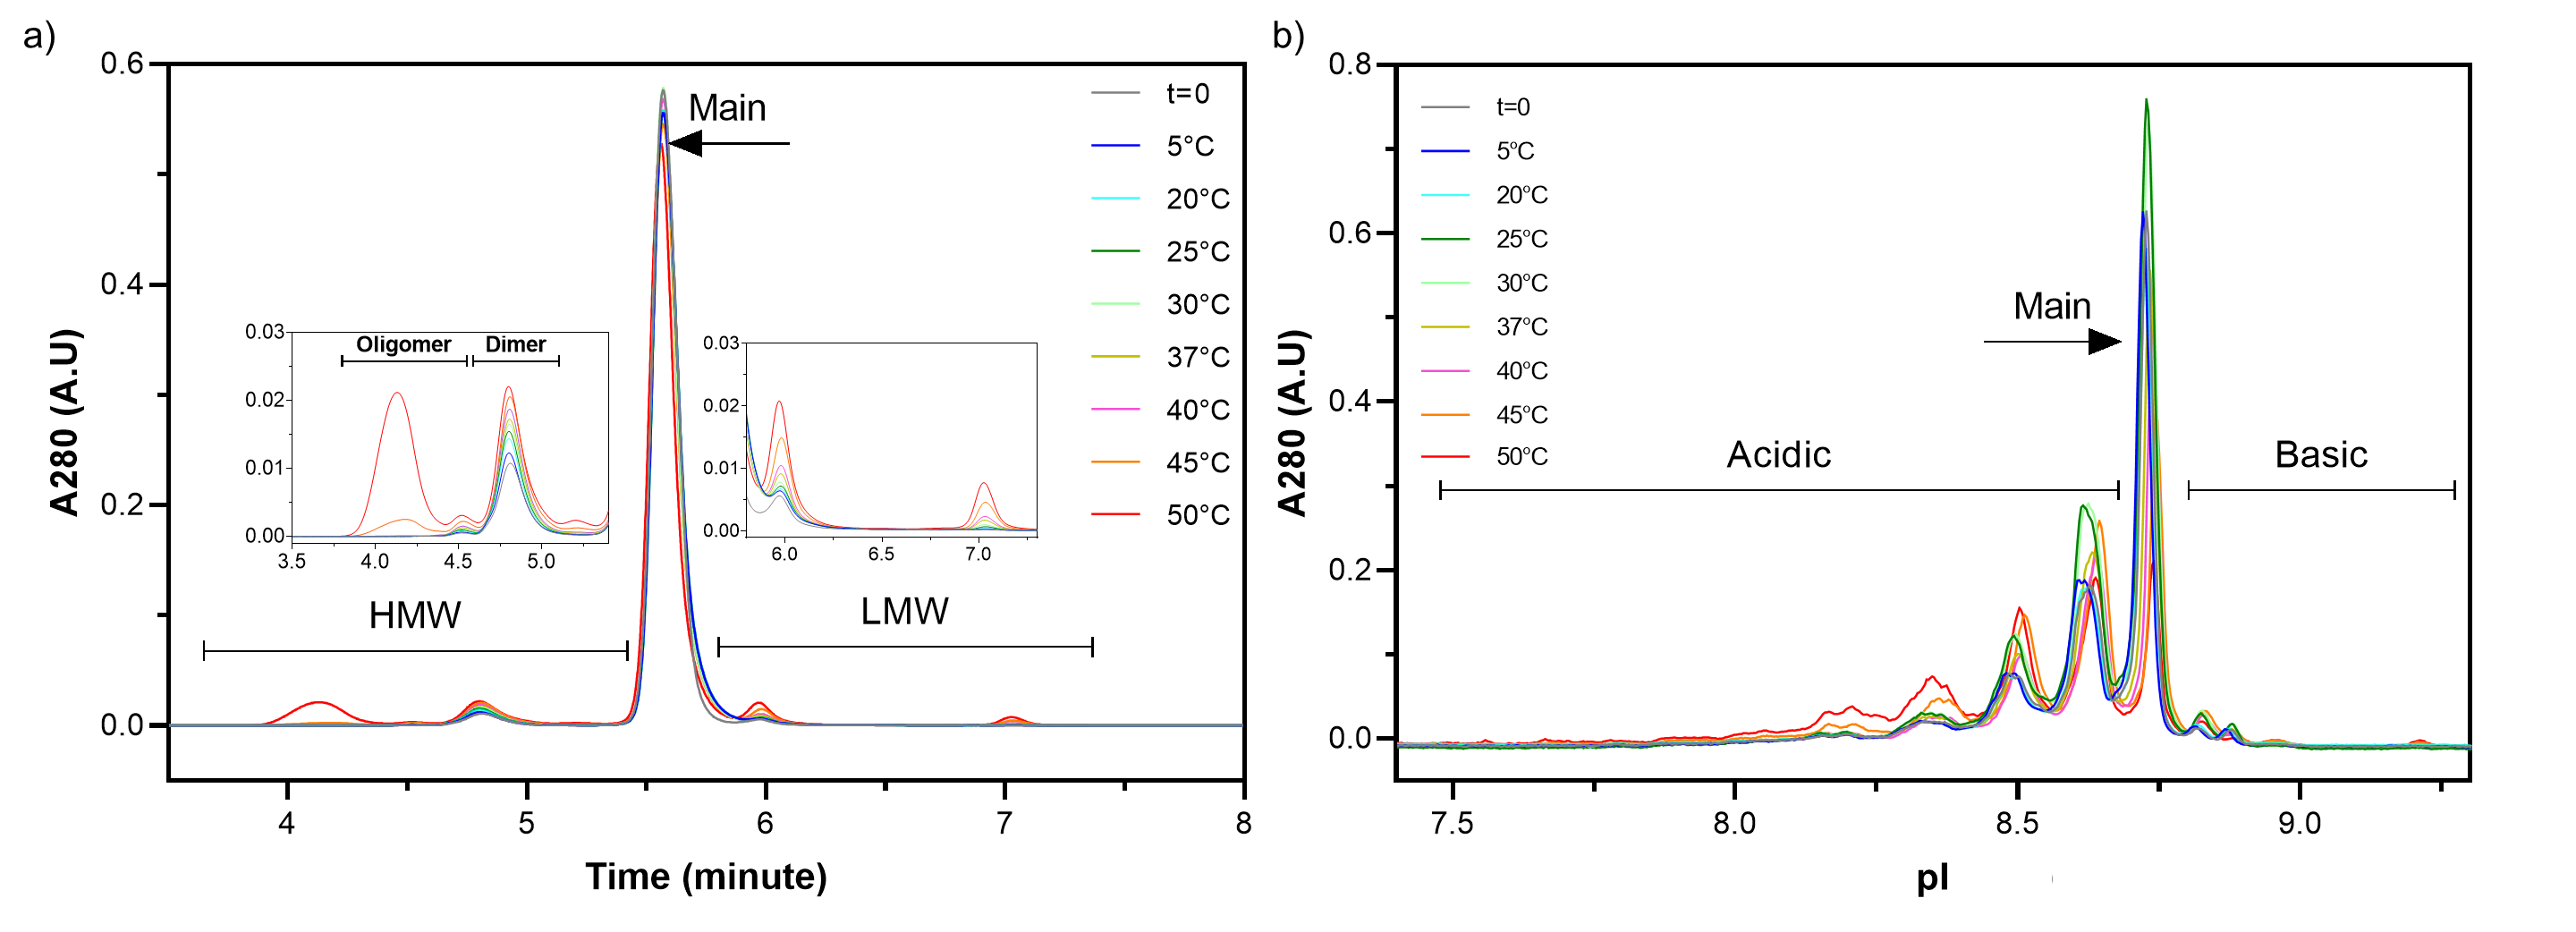 a)
0.6
0.4
0.2
0.0
A280 (A.U)
4
5
6
7
8
Time (minute)
Main
t=0
5°C
20°C
25°C
30°C
37°C
40°C
45°C
50°C
0.03
0.02
0.01
0.00
3.5
4.0
4.5
5.0
Oligomer
Dimer
0.03
0.02
0.01
0.00
6.0
6.5
7.0
HMW
LMW
b)
0.8
0.6
0.4
0.2
0.0
A280 (A.U)
7.5
8.0
8.5
9.0
pI
t=0
5°C
20°C
25°C
30°C
37°C
40°C
45°C
50°C
Main
Acidic
Basic